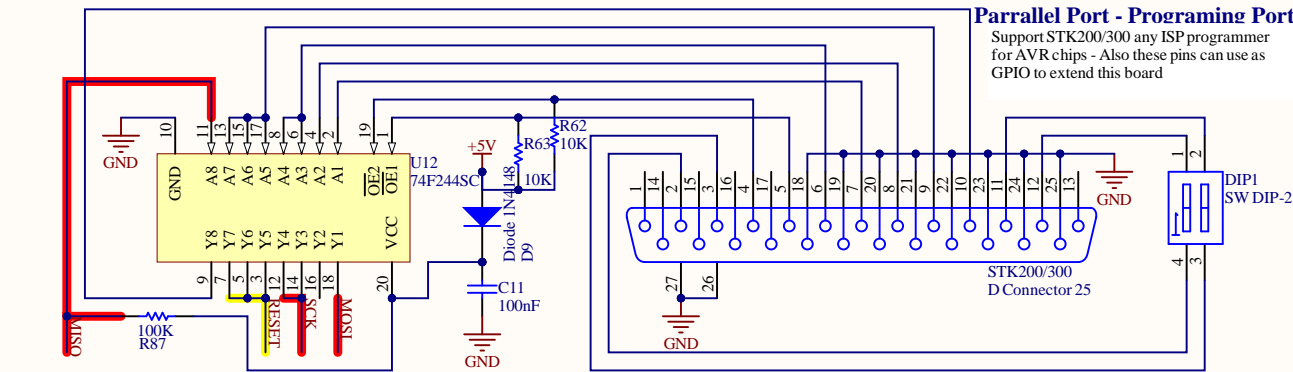 Parrallel Port - Programing Port
Support STK200/300 any ISP programmer
for AVR chips - Also these pins can use as
GPIO to extend this board
10
11
13
15
17
8
6
4
2
19
1
GND
GND
A8
A7
A6
A5
A4
A3
A2
A1
OE2
OE1
U12
74F244SC
Y8
Y7
Y6
Y5
Y4
Y3
Y2
Y1
VCC
9
7
5
3
12
14
16
18
20
MISO
100K
R87
RESET
SCK
MOSI
+5V
R63
10K
R62
10K
Diode 1N4148
D9
C11
100nF
GND
1
14
2
15
3
16
4
17
5
18
6
19
7
20
8
21
9
22
10
23
11
24
12
25
13
GND
27
26
GND
STK200/300
D Connector 25
1
2
DIP1
SW DIP-2
4
3